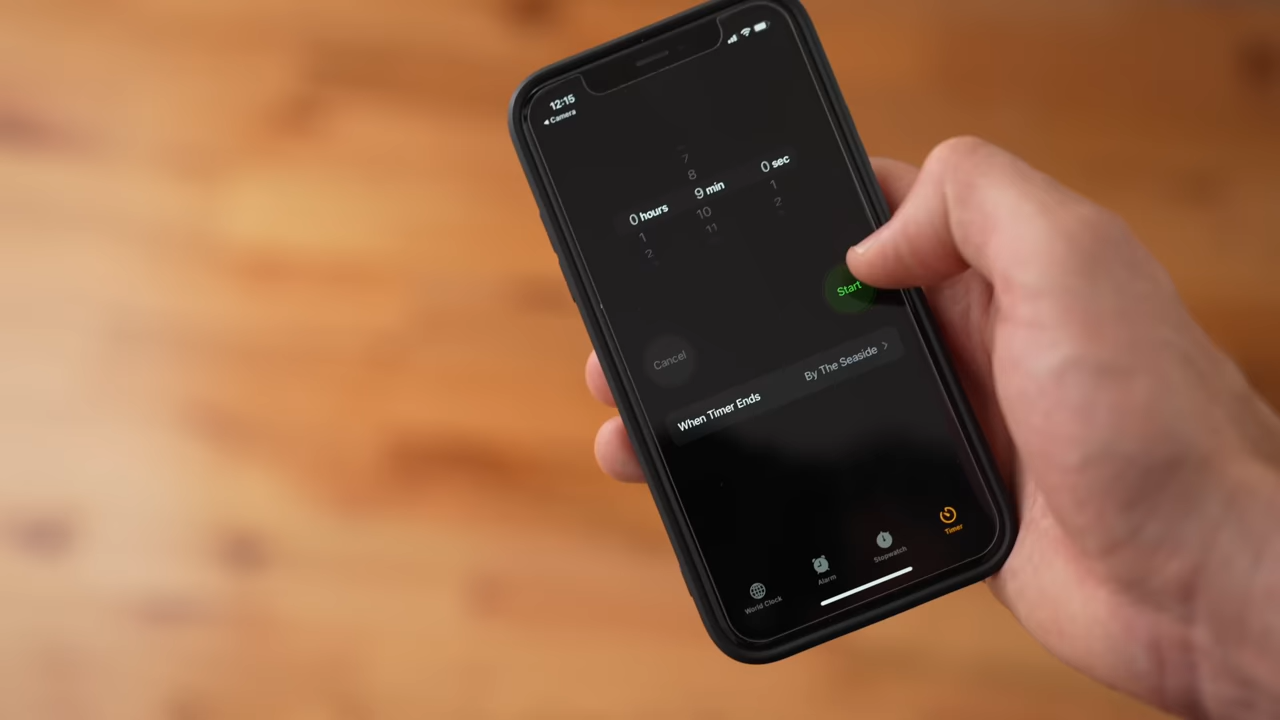 12:15
◀ Camera
7
8
0 hours 9 min 0 sec
1 10 1
2 11 2
Cancel Start
When Timer Ends By The Seaside
World Clock Alarm Stopwatch Timer